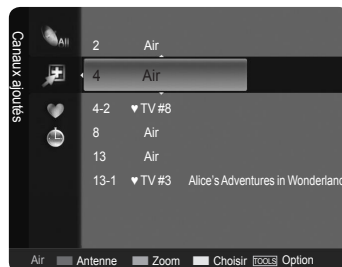 Canaux ajoutés
All
2 Air
4 Air
4-2 ♥ TV #8
8 Air
13 Air
13-1 ♥ TV #3 Alice's Adventures in Wonderland
Air Antenne Zoom Choisir TOOLS Option